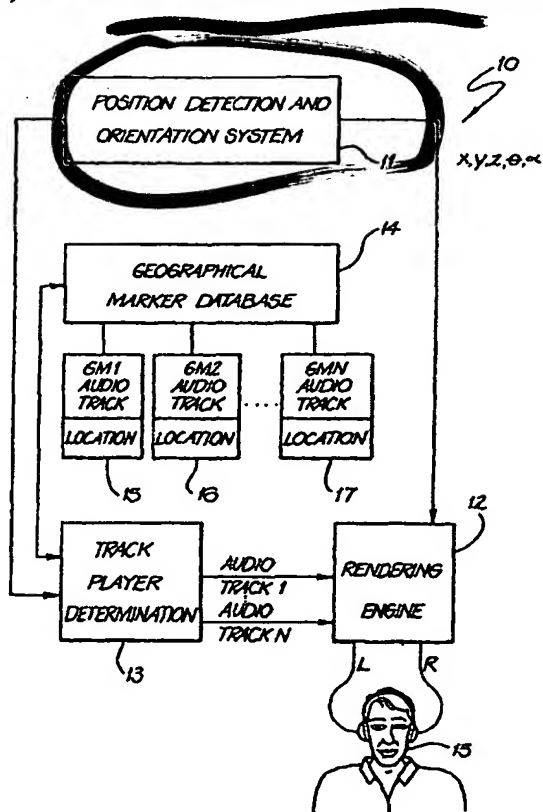 10
POSITION DETECTION AND
ORIENTATION SYSTEM
11
x,y,z,θ,α
14
GEOGRAPHICAL
MARKER DATABASE
GM1
AUDIO
TRACK
LOCATION
GM2
AUDIO
TRACK
LOCATION
....
GMN
AUDIO
TRACK
LOCATION
15
16
17
12
TRACK
PLAYER
DETERMINATION
AUDIO
TRACK 1
AUDIO
TRACK N
RENDERING
ENGINE
13
L
R
15